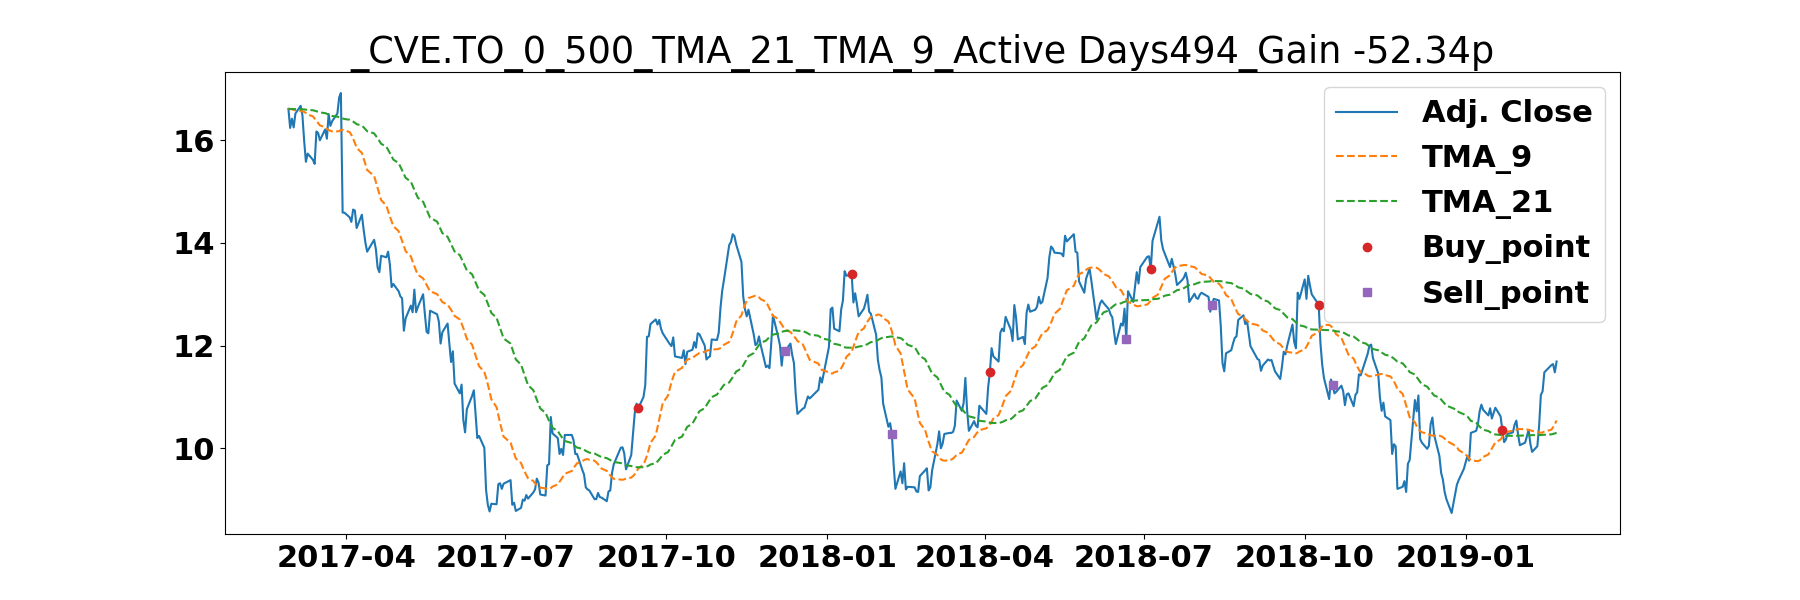 _CVE.TO_0_500_TMA_21_TMA_9_Active Days494_Gain -52.34p
Adj. Close
TMA_9
TMA_21
Buy_point
Sell_point
16
14
12
10
2017-04 2017-07 2017-10 2018-01 2018-04 2018-07 2018-10 2019-01